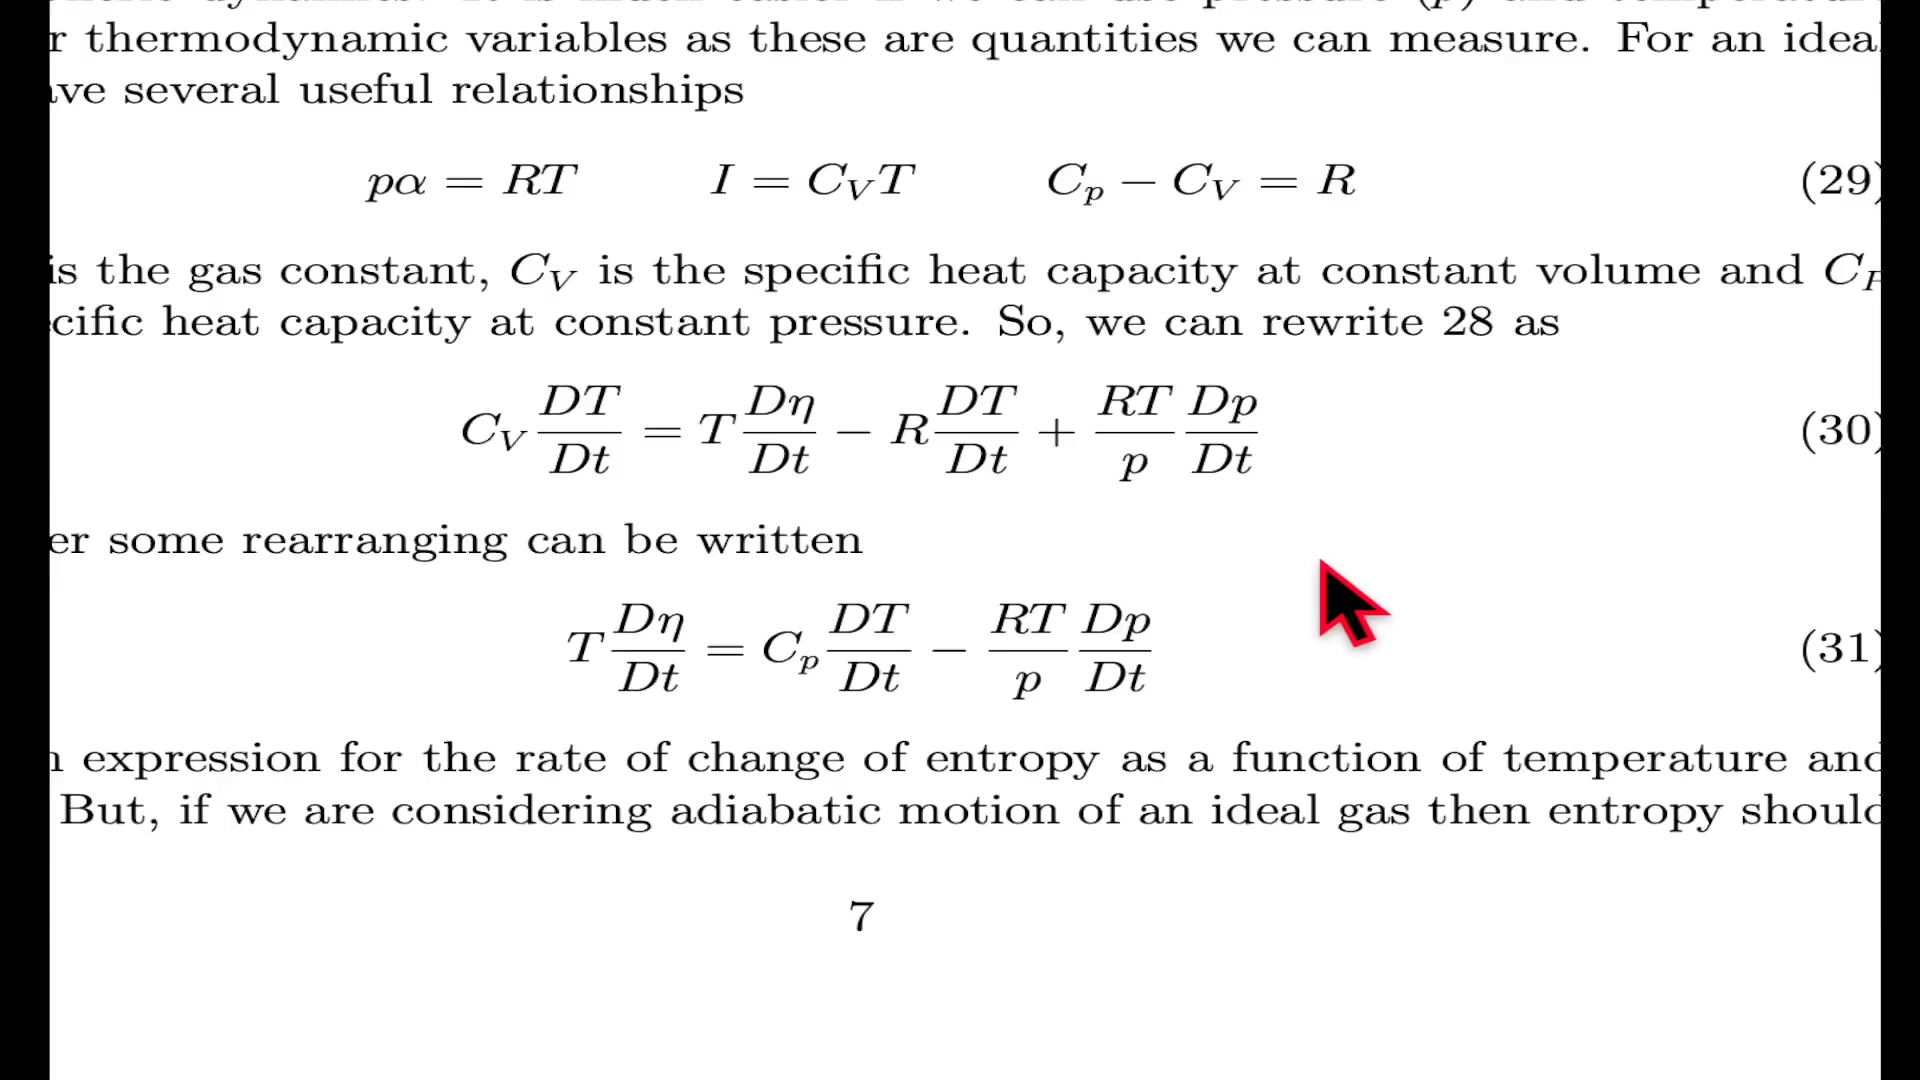 thermodynamic variables as these are quantities we can measure. For an
several useful relationships
pα = RT I = C_V T C_p − C_V = R (29)
is the gas constant, C_V is the specific heat capacity at constant volume and C
heat capacity at constant pressure. So, we can rewrite 28 as
C_V DT/Dt = T Dη/Dt − R DT/Dt + RT/p Dp/Dt (30)
some rearranging can be written
T Dη/Dt = C_p DT/Dt − RT/p Dp/Dt (31)
expression for the rate of change of entropy as a function of temperature and
But, if we are considering adiabatic motion of an ideal gas then entropy should
7